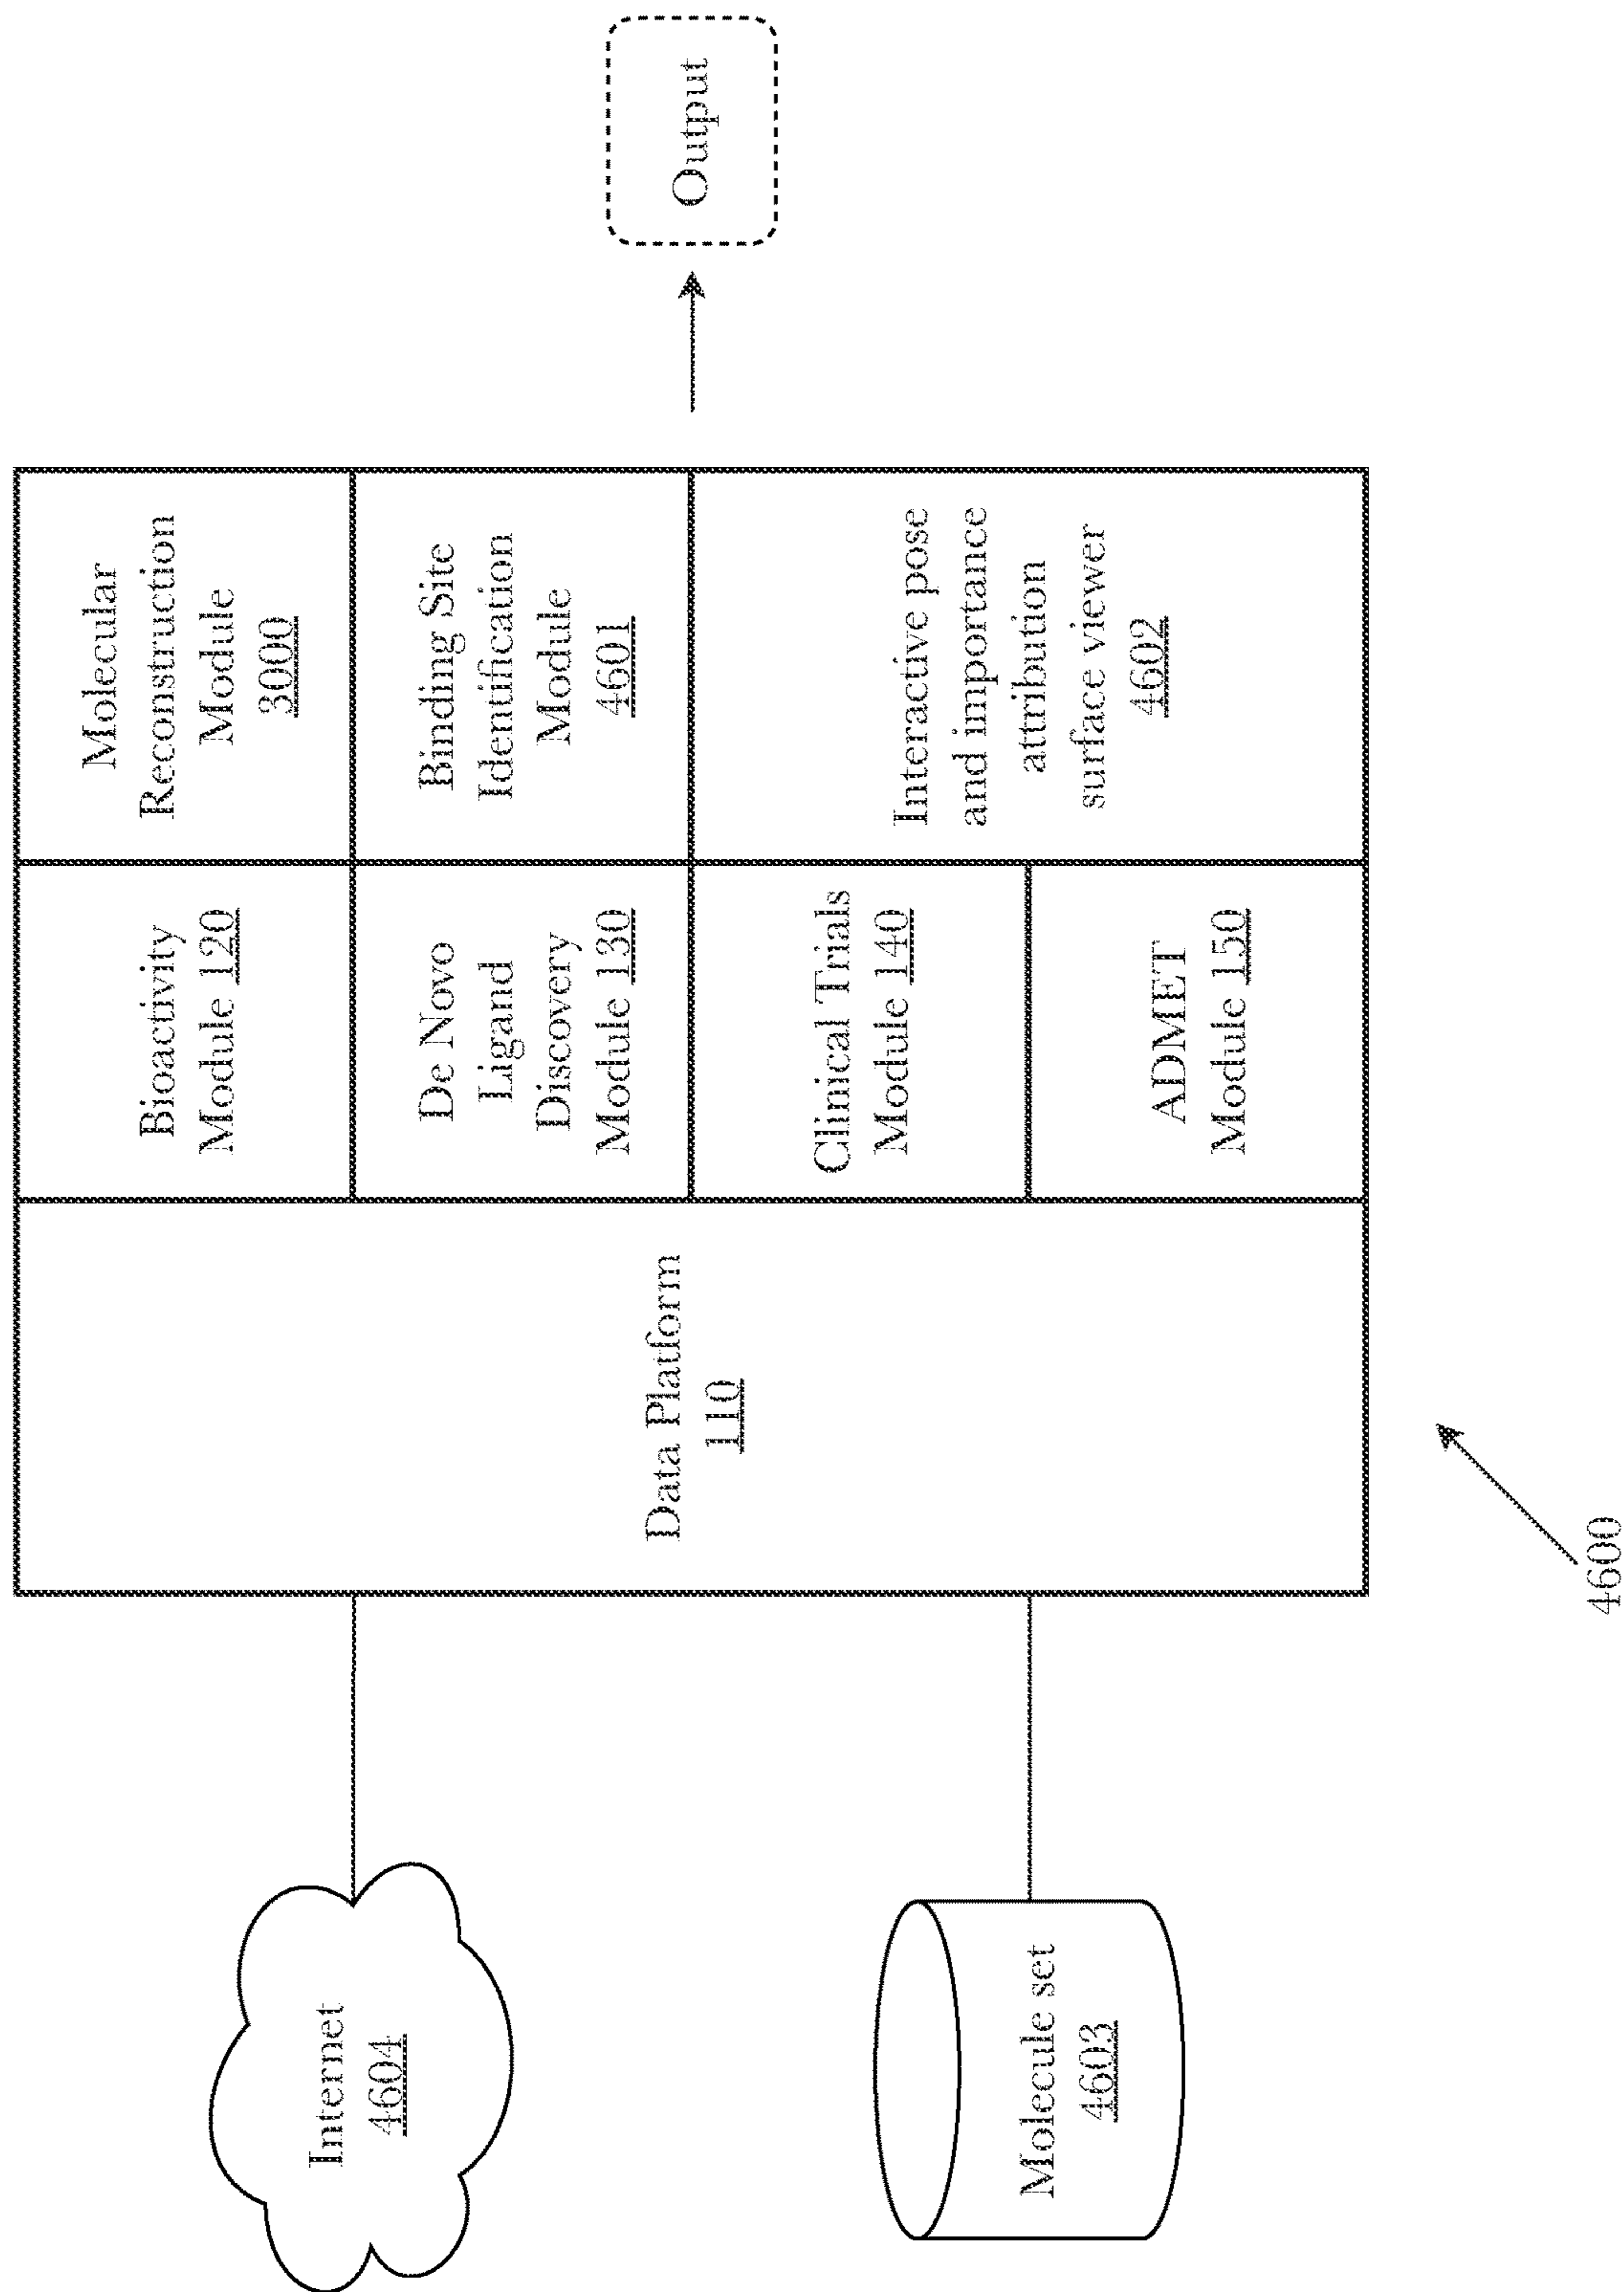 Internet
4604
Molecule set
4603
Data Platform
110
Bioactivity
Module 120
De Novo
Ligand
Discovery
Module 130
Clinical Trials
Module 140
ADMET
Module 150
Molecular
Reconstruction
Module
3000
Binding Site
Identification
Module
4601
Interactive pose
and importance
attribution
surface viewer
4602
Output
4600